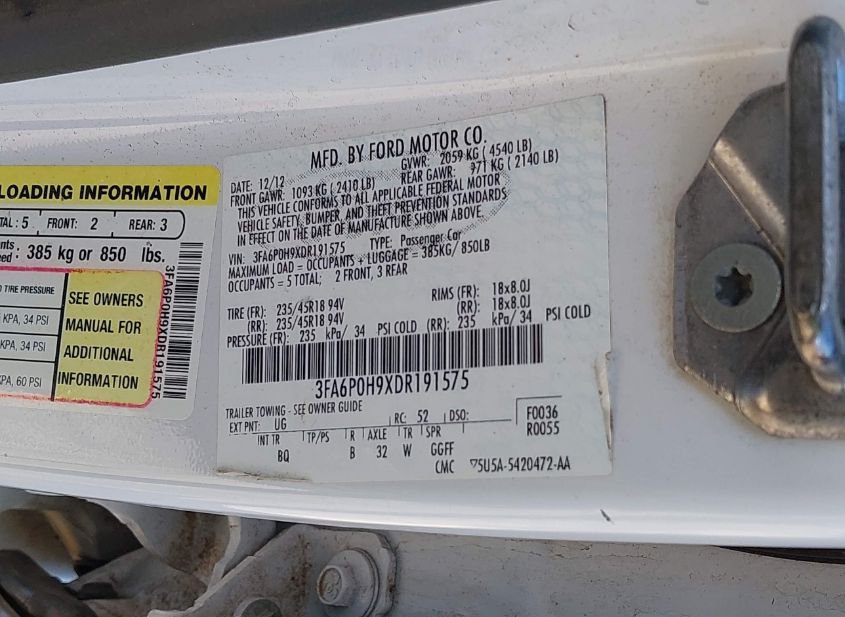 LOADING INFORMATION
TAL : 5 FRONT: 2 REAR: 3
385 kg or 850 lbs.
TIRE PRESSURE
KPA, 34 PSI
KPA, 34 PSI
KPA, 60 PSI
SEE OWNERS
MANUAL FOR
ADDITIONAL
INFORMATION
3FA6P0H9XDR191575
MFD. BY FORD MOTOR CO.
DATE: 12/12 GVWR: 2059 KG ( 4540 LB)
FRONT GAWR: 1093 KG ( 2410 LB) REAR GAWR: 971 KG ( 2140 LB)
THIS VEHICLE CONFORMS TO ALL APPLICABLE FEDERAL MOTOR
VEHICLE SAFETY, BUMPER, AND THEFT PREVENTION STANDARDS
IN EFFECT ON THE DATE OF MANUFACTURE SHOWN ABOVE.
VIN: 3FA6P0H9XDR191575 TYPE: Passenger Car
MAXIMUM LOAD = OCCUPANTS + LUGGAGE = 385KG/850LB
OCCUPANTS = 5 TOTAL; 2 FRONT, 3 REAR
TIRE (FR): 235/45R18 94V RIMS (FR): 18x8.0J
(RR): 235/45R18 94V (RR): 18x8.0J
PRESSURE (FR): 235 kPa/ 34 PSI COLD (RR): 235 kPa/ 34 PSI COLD
3FA6P0H9XDR191575
TRAILER TOWING - SEE OWNER GUIDE
EXT PNT: UG RC: 52 DSO: F0036
R0055
INT TR TP/PS R AXLE TR SPR
BQ B 32 W GGFF
CMC 5U5A-5420472-AA